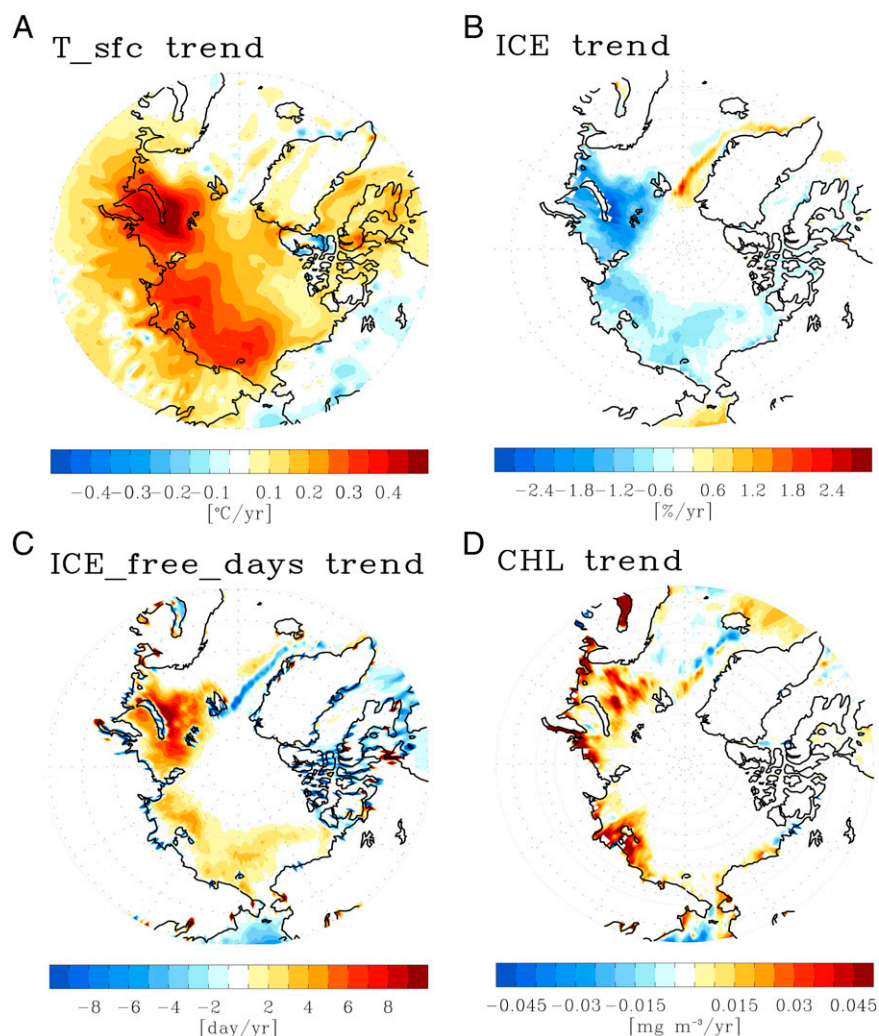 A
T_sfc trend
B
ICE trend
-0.4-0.3-0.2-0.1 0.1 0.2 0.3 0.4
[°C/yr]
-2.4-1.8-1.2-0.6 0.6 1.2 1.8 2.4
[%/yr]
C
ICE_free_days trend
D
CHL trend
-8 -6 -4 -2 2 4 6 8
[day/yr]
-0.045 -0.03 -0.015 0.015 0.03 0.045
[mg m⁻³/yr]